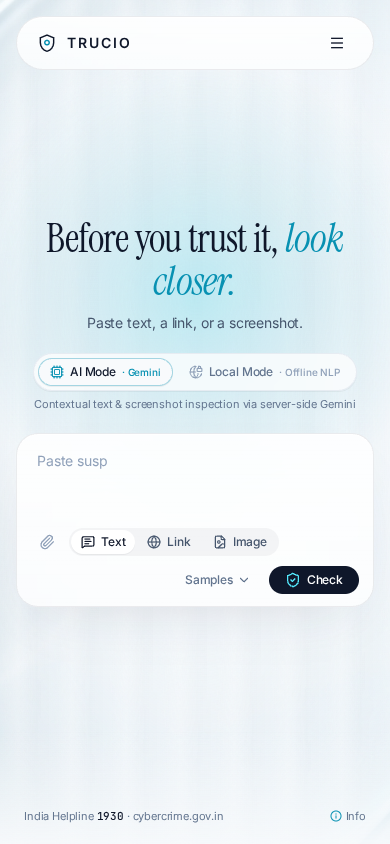 TRUCIO
Before you trust it, look
closer.
Paste text, a link, or a screenshot.
AI Mode · Gemini Local Mode · Offline NLP
Contextual text & screenshot inspection via server-side Gemini
Paste susp
Text Link Image
Samples Check
India Helpline 1930 · cybercrime.gov.in Info